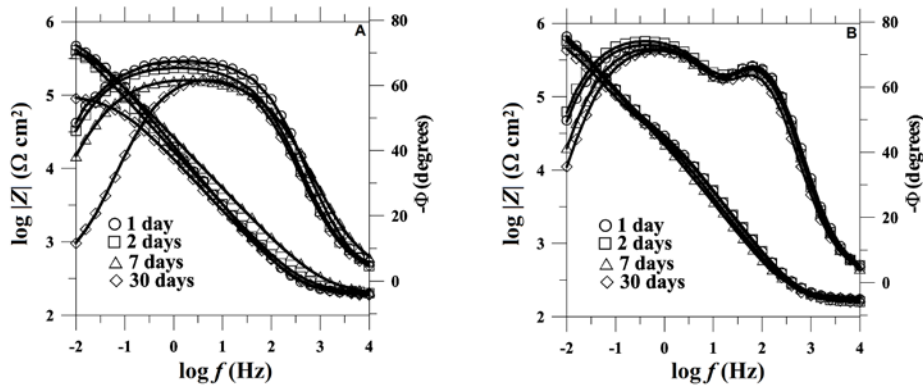 A
6
5
4
3
2
log |Z| (Ω cm²)
80
60
40
20
0
-Φ (degrees)
1 day
2 days
7 days
30 days
-2 -1 0 1 2 3 4
log f (Hz)
B
6
5
4
3
2
log |Z| (Ω cm²)
80
60
40
20
0
-Φ (degrees)
1 day
2 days
7 days
30 days
-2 -1 0 1 2 3 4
log f (Hz)